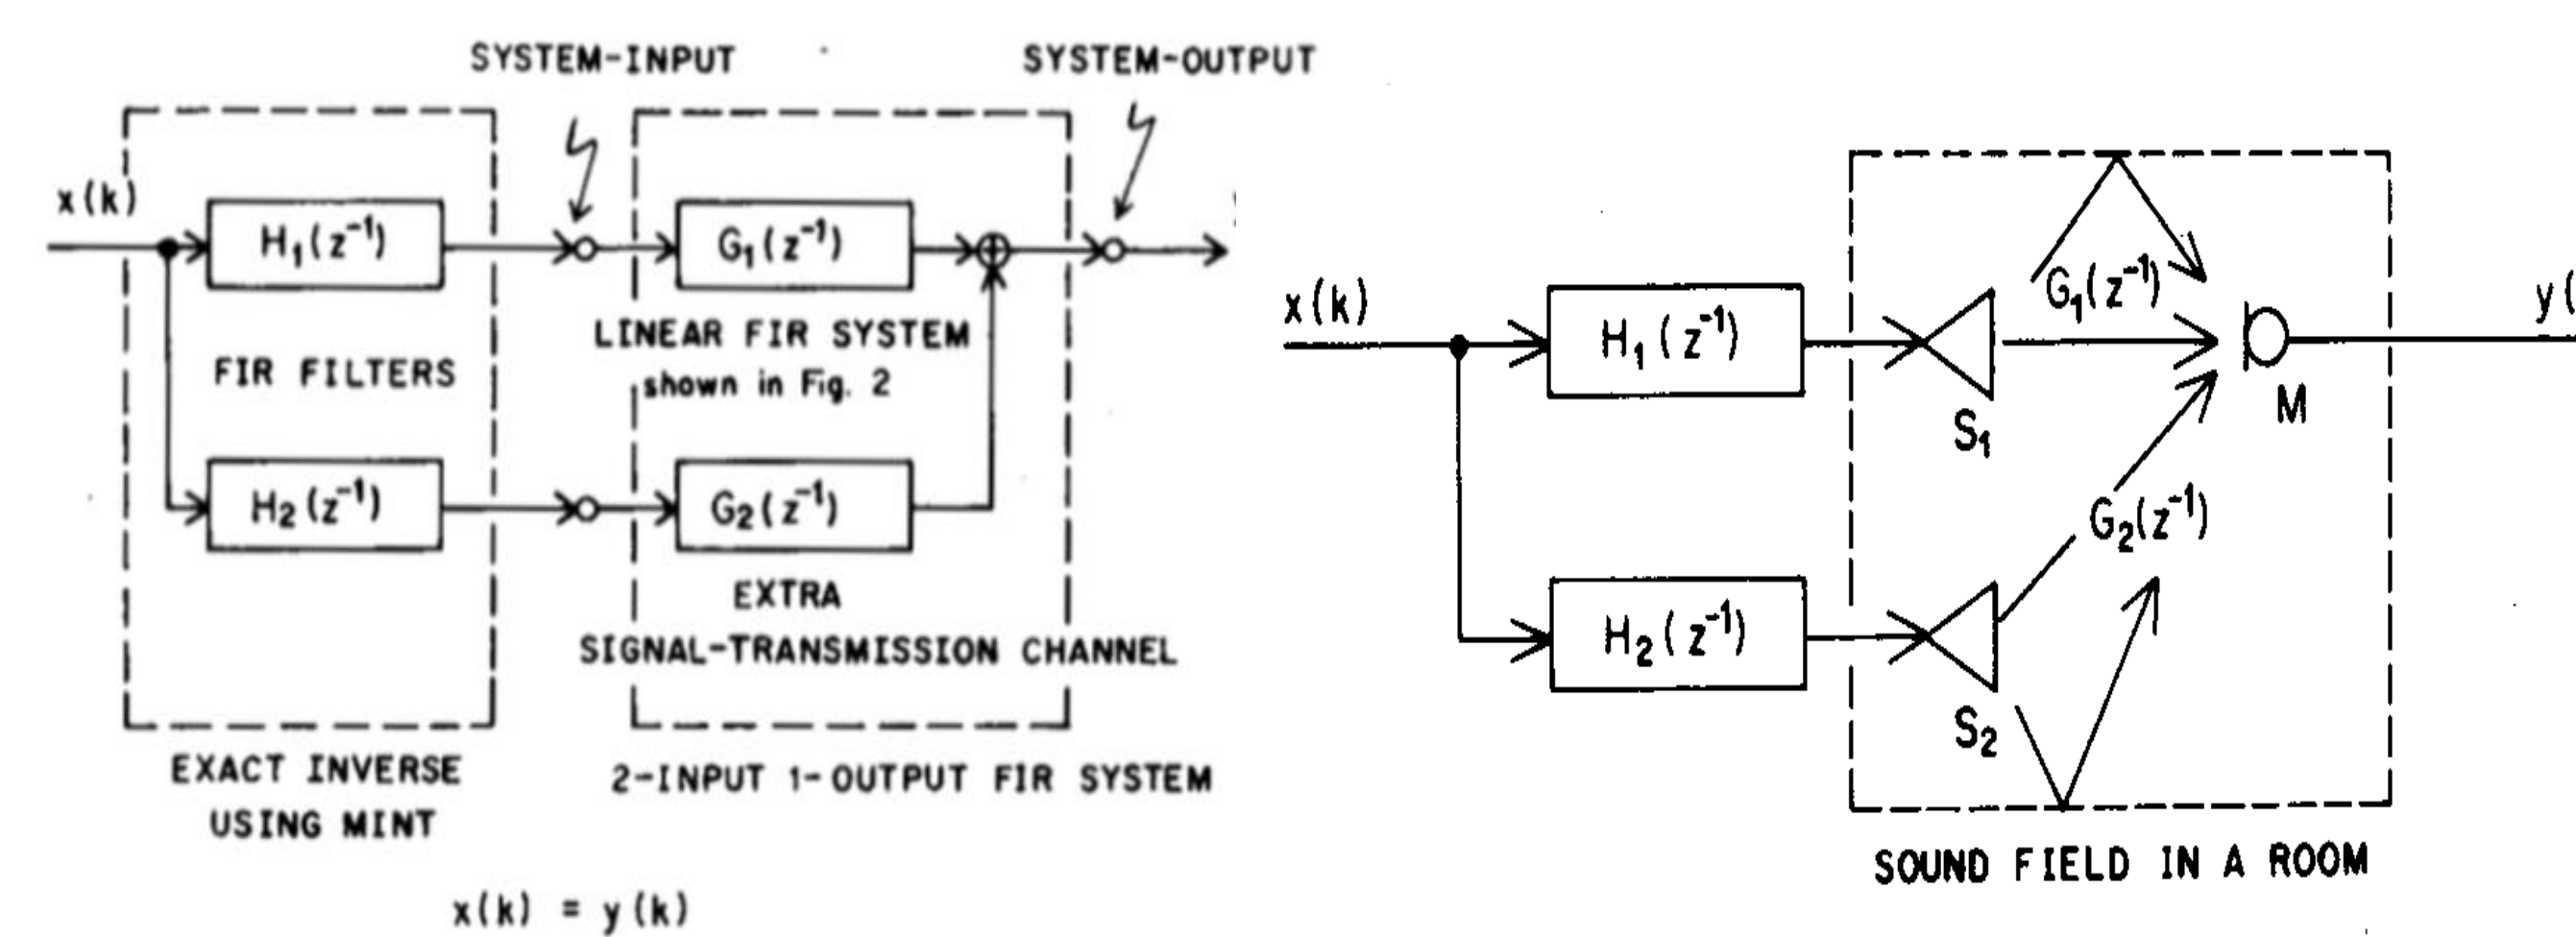 SYSTEM-INPUT
SYSTEM-OUTPUT
x(k)
H₁(z⁻¹)
G₁(z⁻¹)
LINEAR FIR SYSTEM
shown in Fig. 2
FIR FILTERS
H₂(z⁻¹)
G₂(z⁻¹)
EXTRA
SIGNAL-TRANSMISSION CHANNEL
EXACT INVERSE
USING MINT
2-INPUT 1-OUTPUT FIR SYSTEM
x(k) = y(k)
x(k)
H₁(z⁻¹)
S₁
G₁(z⁻¹)
M
y(
H₂(z⁻¹)
S₂
G₂(z⁻¹)
SOUND FIELD IN A ROOM